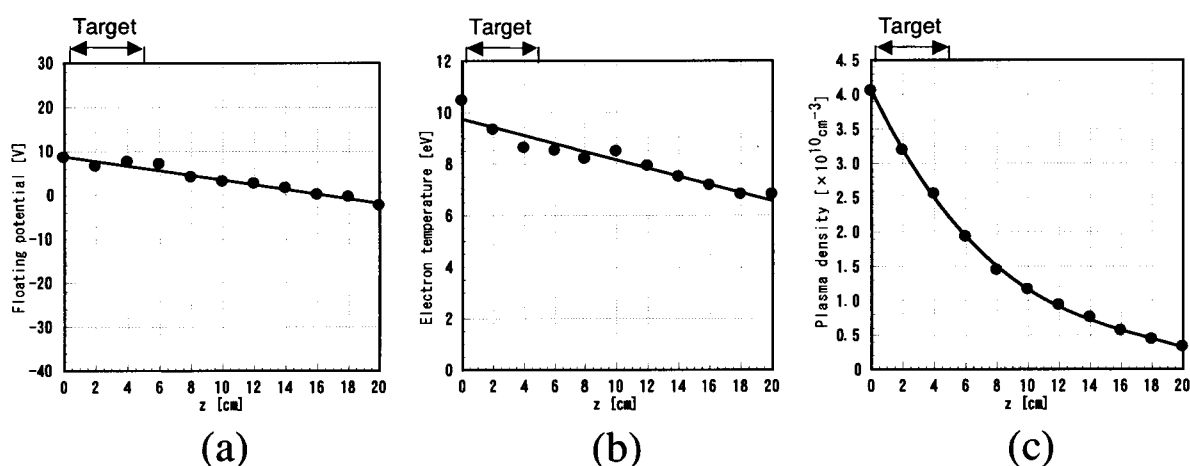 Target
30
20
10
0
-10
-20
-30
-40
Floating potential [V]
0 2 4 6 8 10 12 14 16 18 20
z [cm]
(a)
Target
12
10
8
6
4
2
0
Electron temperature [eV]
0 2 4 6 8 10 12 14 16 18 20
z [cm]
(b)
Target
4.5
4.0
3.5
3.0
2.5
2.0
1.5
1.0
0.5
0
Plasma density [×10¹⁰cm⁻³]
0 2 4 6 8 10 12 14 16 18 20
z [cm]
(c)